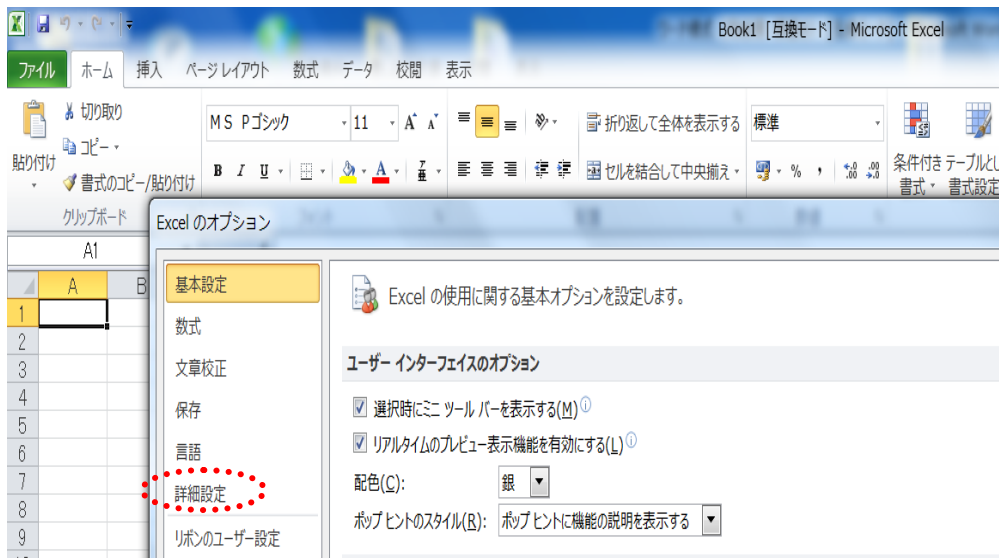 Book1 [互換モード] - Microsoft Excel
ファイル ホーム 挿入 ページ レイアウト 数式 データ 校閲 表示
切り取り
コピー
書式のコピー/貼り付け
貼り付け
クリップボード
ＭＳ Ｐゴシック 11
B I U A
折り返して全体を表示する
セルを結合して中央揃え
標準
% ,
条件付き
書式
テーブルとし
書式設定
A1
A B
1
2
3
4
5
6
7
8
9
Excel のオプション
基本設定
数式
文章校正
保存
言語
詳細設定
リボンのユーザー設定
Excel の使用に関する基本オプションを設定します。
ユーザー インターフェイスのオプション
選択時にミニ ツール バーを表示する(M)
リアルタイムのプレビュー表示機能を有効にする(L)
配色(C): 銀
ポップ ヒントのスタイル(R): ポップ ヒントに機能の説明を表示する